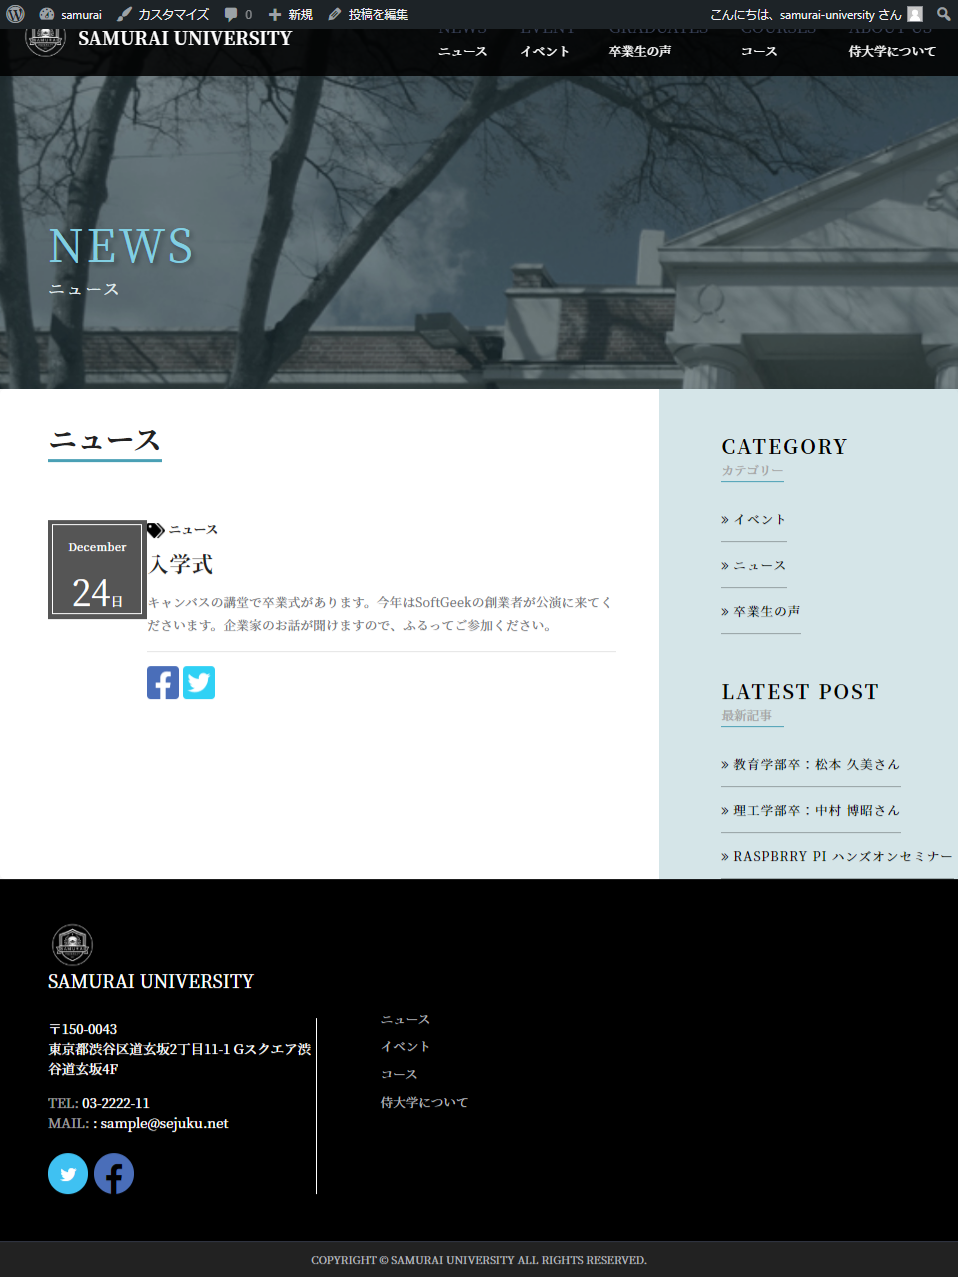 samurai カスタマイズ 0 新規 投稿を編集 こんにちは、samurai-university さん
SAMURAI UNIVERSITY
NEWS EVENT GRADUATES COURSES ABOUT US
ニュース イベント 卒業生の声 コース 侍大学について
NEWS
ニュース
ニュース
December
24日
ニュース
入学式
キャンパスの講堂で卒業式があります。今年はSoftGeekの創業者が公演に来てく
ださいます。企業家のお話が聞けますので、ふるってご参加ください。
CATEGORY
カテゴリー
» イベント
» ニュース
» 卒業生の声
LATEST POST
最新記事
» 教育学部卒：松本 久美さん
» 理工学部卒：中村 博昭さん
» RASPBRRY PI ハンズオンセミナー
SAMURAI UNIVERSITY
〒150-0043
東京都渋谷区道玄坂2丁目11-1 Gスクエア渋
谷道玄坂4F
TEL: 03-2222-11
MAIL: : sample@sejuku.net
ニュース
イベント
コース
侍大学について
COPYRIGHT © SAMURAI UNIVERSITY ALL RIGHTS RESERVED.